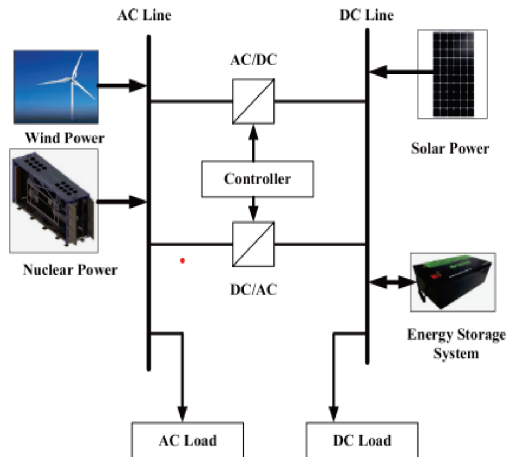 AC Line
DC Line
AC/DC
Wind Power
Solar Power
Controller
Nuclear Power
DC/AC
Energy Storage
System
AC Load
DC Load